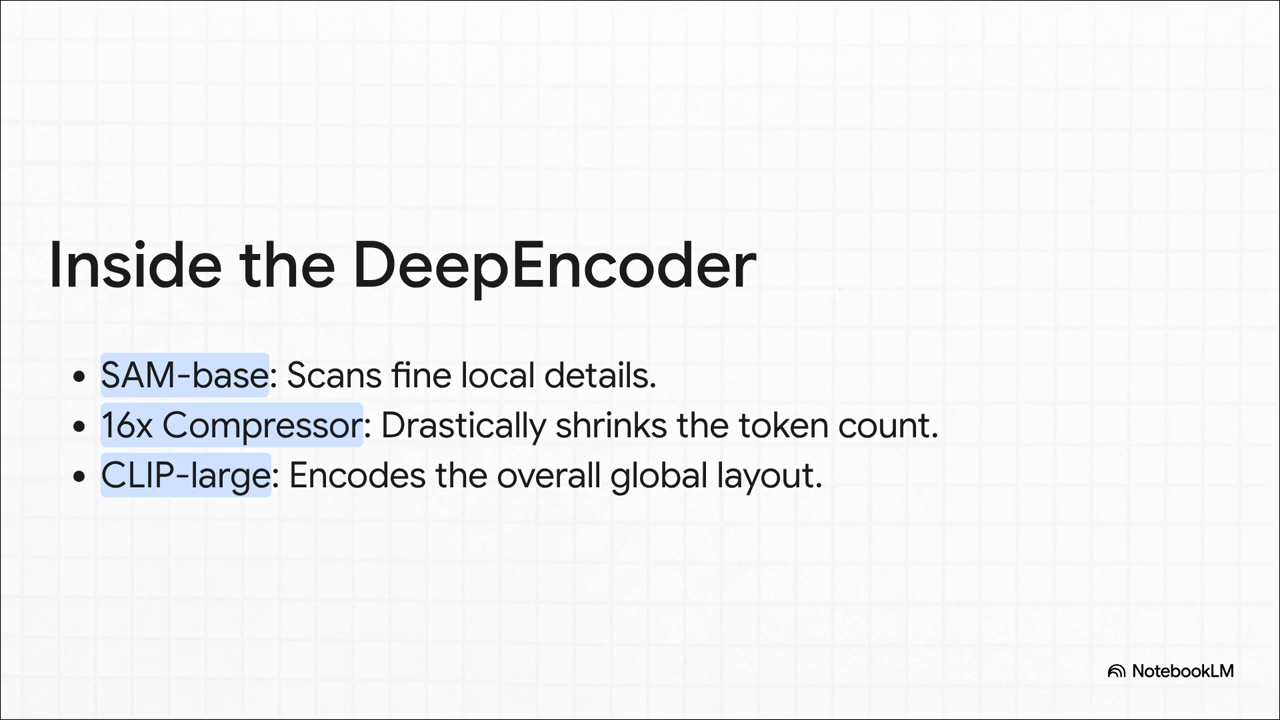 Inside the DeepEncoder
• SAM-base: Scans fine local details.
• 16x Compressor: Drastically shrinks the token count.
• CLIP-large: Encodes the overall global layout.
NotebookLM